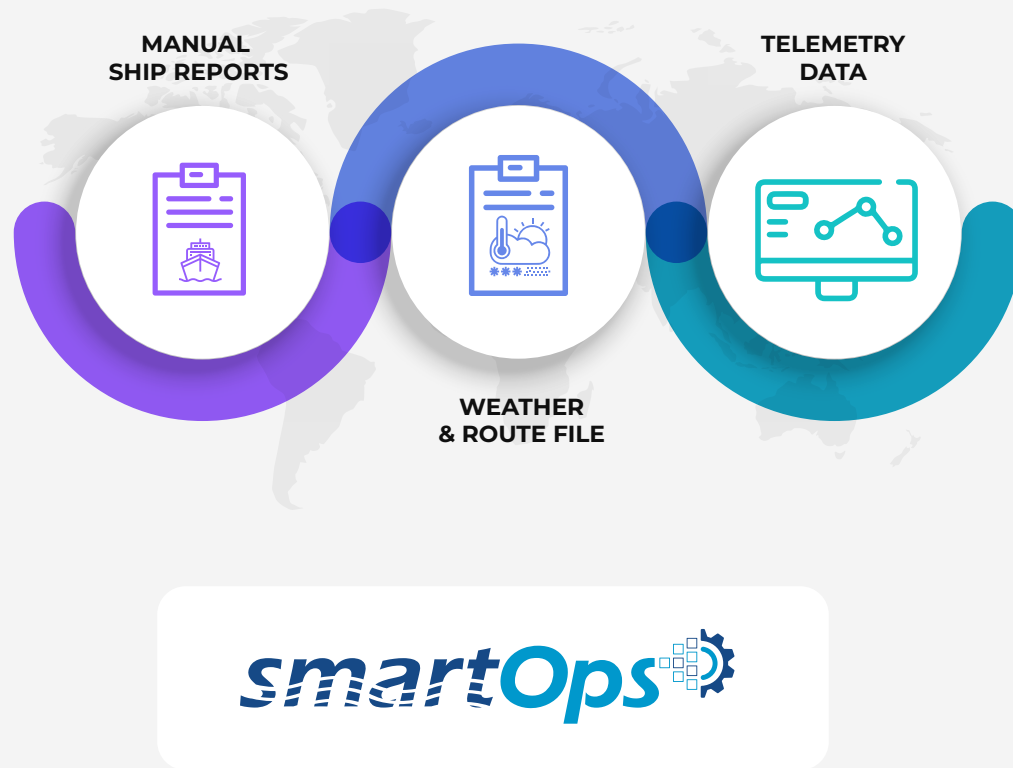 MANUAL
SHIP REPORTS
TELEMETRY
DATA
WEATHER
& ROUTE FILE
smartOps